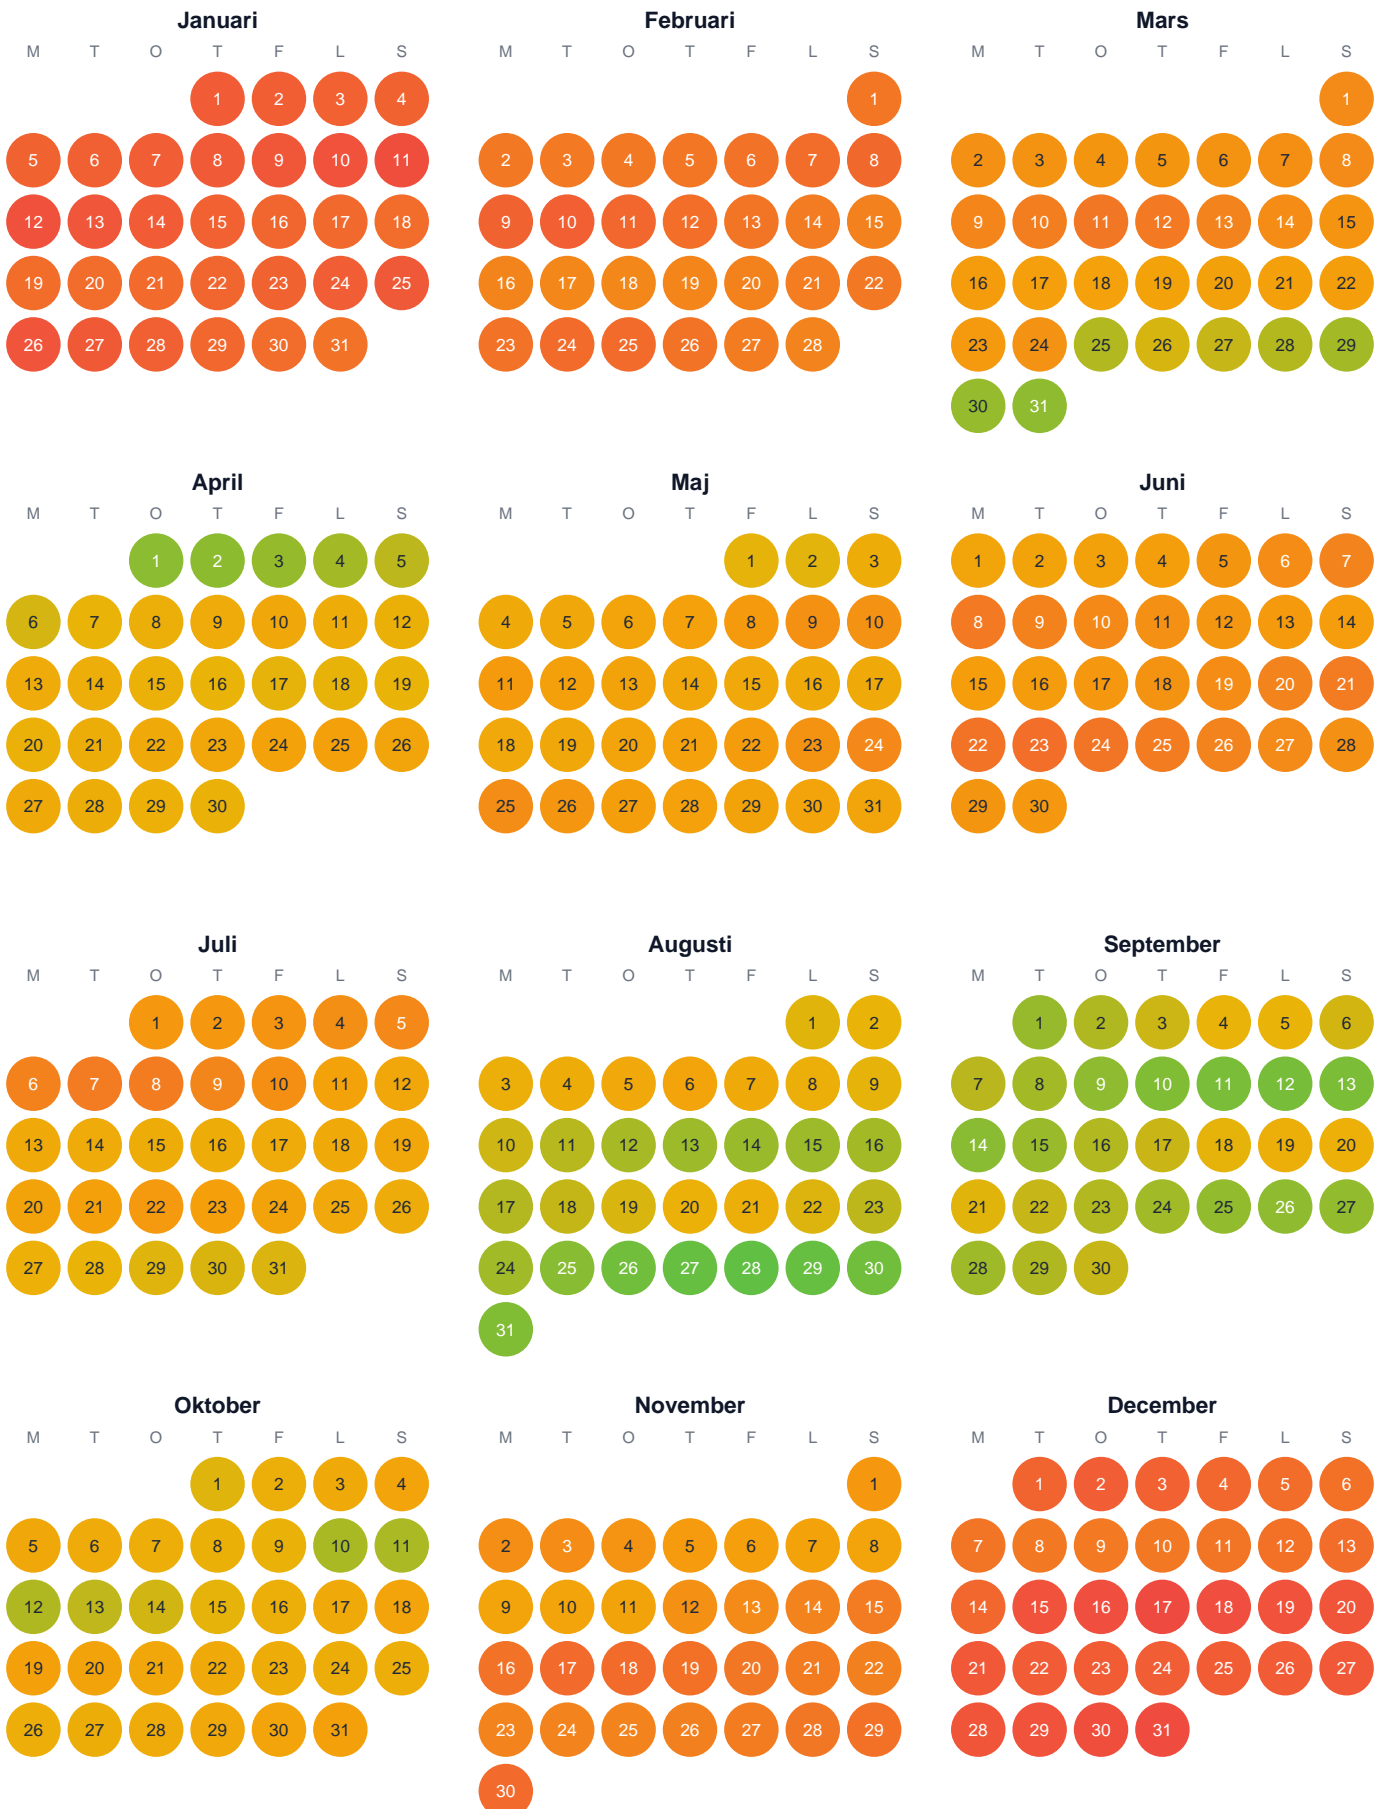 Januari Februari Mars
M T O T F L S M T O T F L S M T O T F L S
1 2 3 4 1 1
5 6 7 8 9 10 11 2 3 4 5 6 7 8 2 3 4 5 6 7 8
12 13 14 15 16 17 18 9 10 11 12 13 14 15 9 10 11 12 13 14 15
19 20 21 22 23 24 25 16 17 18 19 20 21 22 16 17 18 19 20 21 22
26 27 28 29 30 31 23 24 25 26 27 28 23 24 25 26 27 28 29
30 31
April Maj Juni
M T O T F L S M T O T F L S M T O T F L S
1 2 3 4 5 1 2 3 1 2 3 4 5 6 7
6 7 8 9 10 11 12 4 5 6 7 8 9 10 8 9 10 11 12 13 14
13 14 15 16 17 18 19 11 12 13 14 15 16 17 15 16 17 18 19 20 21
20 21 22 23 24 25 26 18 19 20 21 22 23 24 22 23 24 25 26 27 28
27 28 29 30 25 26 27 28 29 30 31 29 30
Juli Augusti September
M T O T F L S M T O T F L S M T O T F L S
1 2 3 4 5 1 2 1 2 3 4 5 6
6 7 8 9 10 11 12 3 4 5 6 7 8 9 7 8 9 10 11 12 13
13 14 15 16 17 18 19 10 11 12 13 14 15 16 14 15 16 17 18 19 20
20 21 22 23 24 25 26 17 18 19 20 21 22 23 21 22 23 24 25 26 27
27 28 29 30 31 24 25 26 27 28 29 30 28 29 30
31
Oktober November December
M T O T F L S M T O T F L S M T O T F L S
1 2 3 4 1 1 2 3 4 5 6
5 6 7 8 9 10 11 2 3 4 5 6 7 8 7 8 9 10 11 12 13
12 13 14 15 16 17 18 9 10 11 12 13 14 15 14 15 16 17 18 19 20
19 20 21 22 23 24 25 16 17 18 19 20 21 22 21 22 23 24 25 26 27
26 27 28 29 30 31 23 24 25 26 27 28 29 28 29 30 31
30